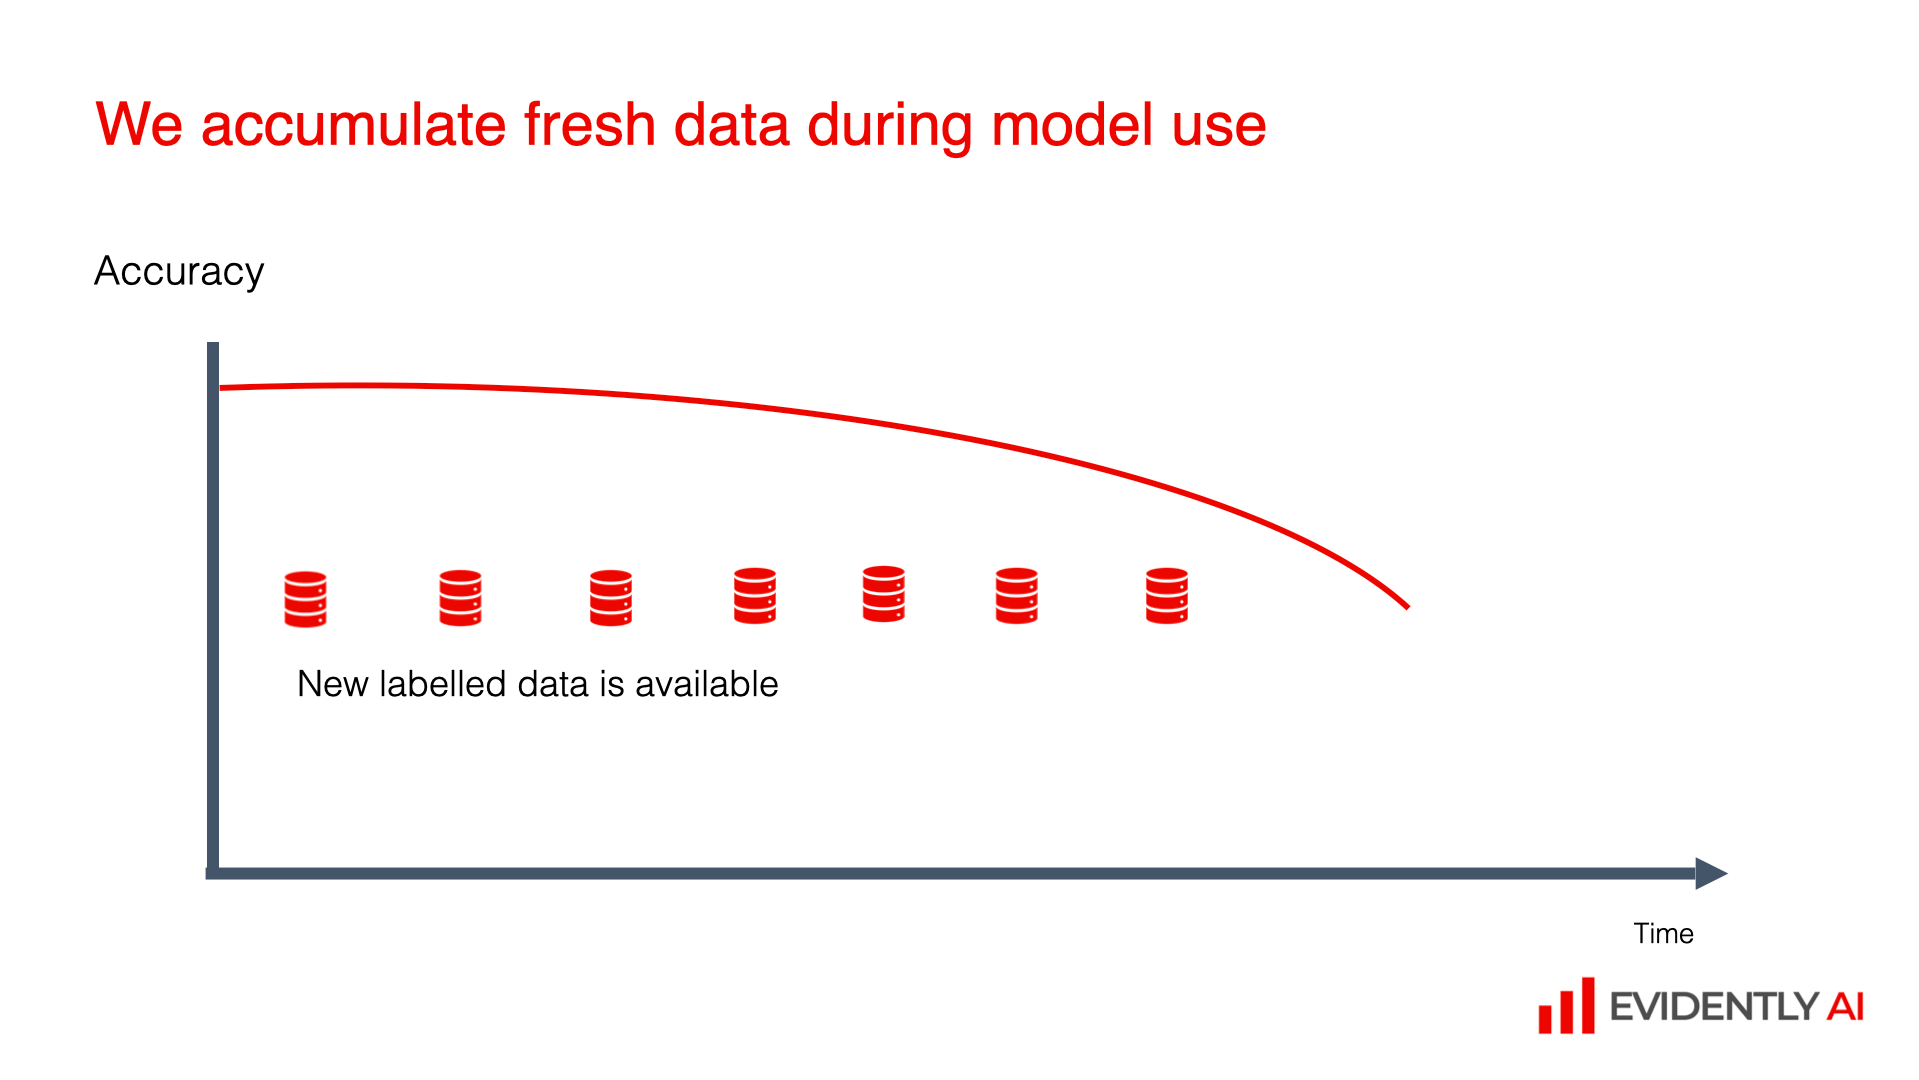 We accumulate fresh data during model use
Accuracy
New labelled data is available
Time
EVIDENTLY AI